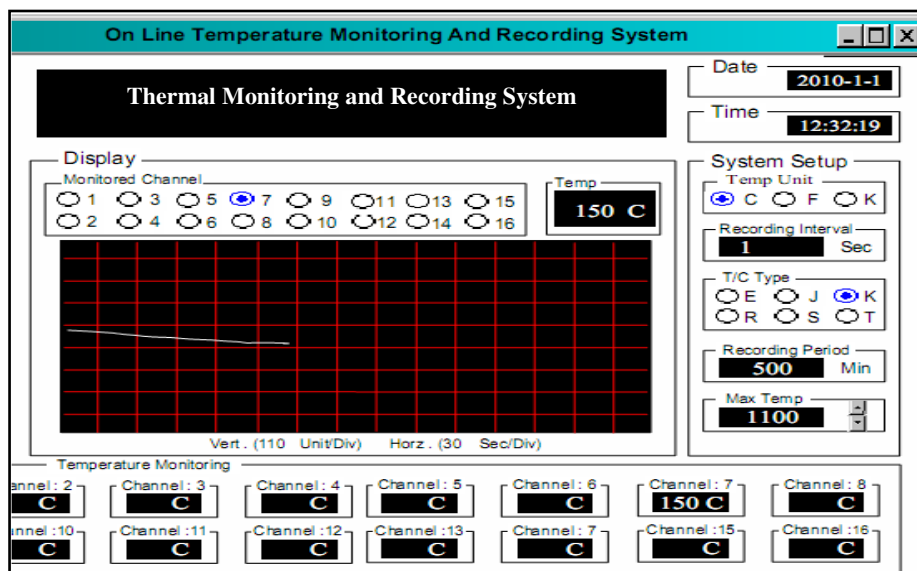 On Line Temperature Monitoring And Recording System
Thermal Monitoring and Recording System
Date
2010-1-1
Time
12:32:19
Display
Monitored Channel
1 3 5 7 9 11 13 15
2 4 6 8 10 12 14 16
Temp
150 C
Vert . (110 Unit/Div) Horz . (30 Sec/Div)
System Setup
Temp Unit
C F K
Recording Interval
1 Sec
T/C Type
E J K
R S T
Recording Period
500 Min
Max Temp
1100
Temperature Monitoring
annel : 2 Channel : 3 Channel : 4 Channel : 5 Channel : 6 Channel : 7 Channel : 8
C C C C C 150 C C
nnel :10 Channel :11 Channel :12 Channel :13 Channel : 7 Channel :15 Channel :16
C C C C C C C